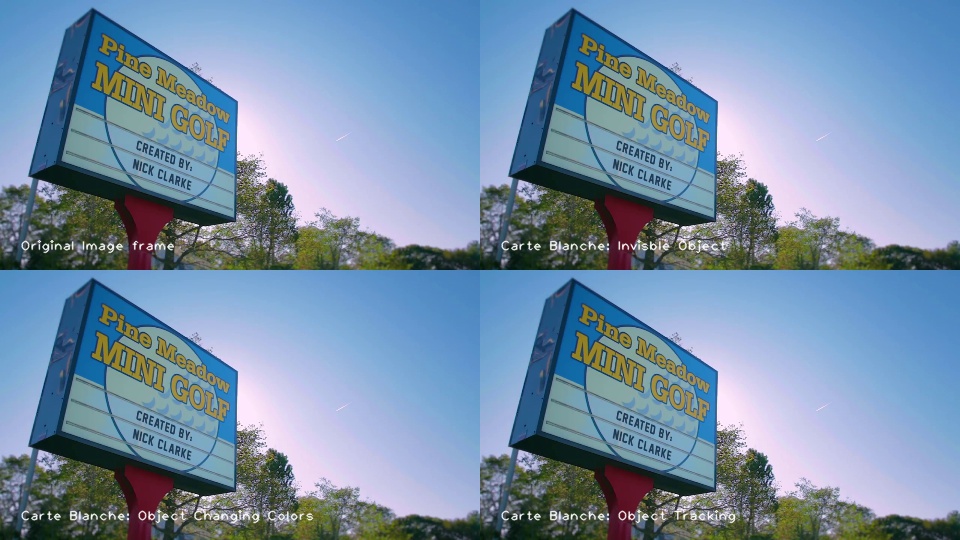 Pine Meadow
MINI GOLF
CREATED BY:
NICK CLARKE
Original Image frame
Pine Meadow
MINI GOLF
CREATED BY:
NICK CLARKE
Carte Blanche: Invisble Object
Pine Meadow
MINI GOLF
CREATED BY:
NICK CLARKE
Carte Blanche: Object Changing Colors
Pine Meadow
MINI GOLF
CREATED BY:
NICK CLARKE
Carte Blanche: Object Tracking